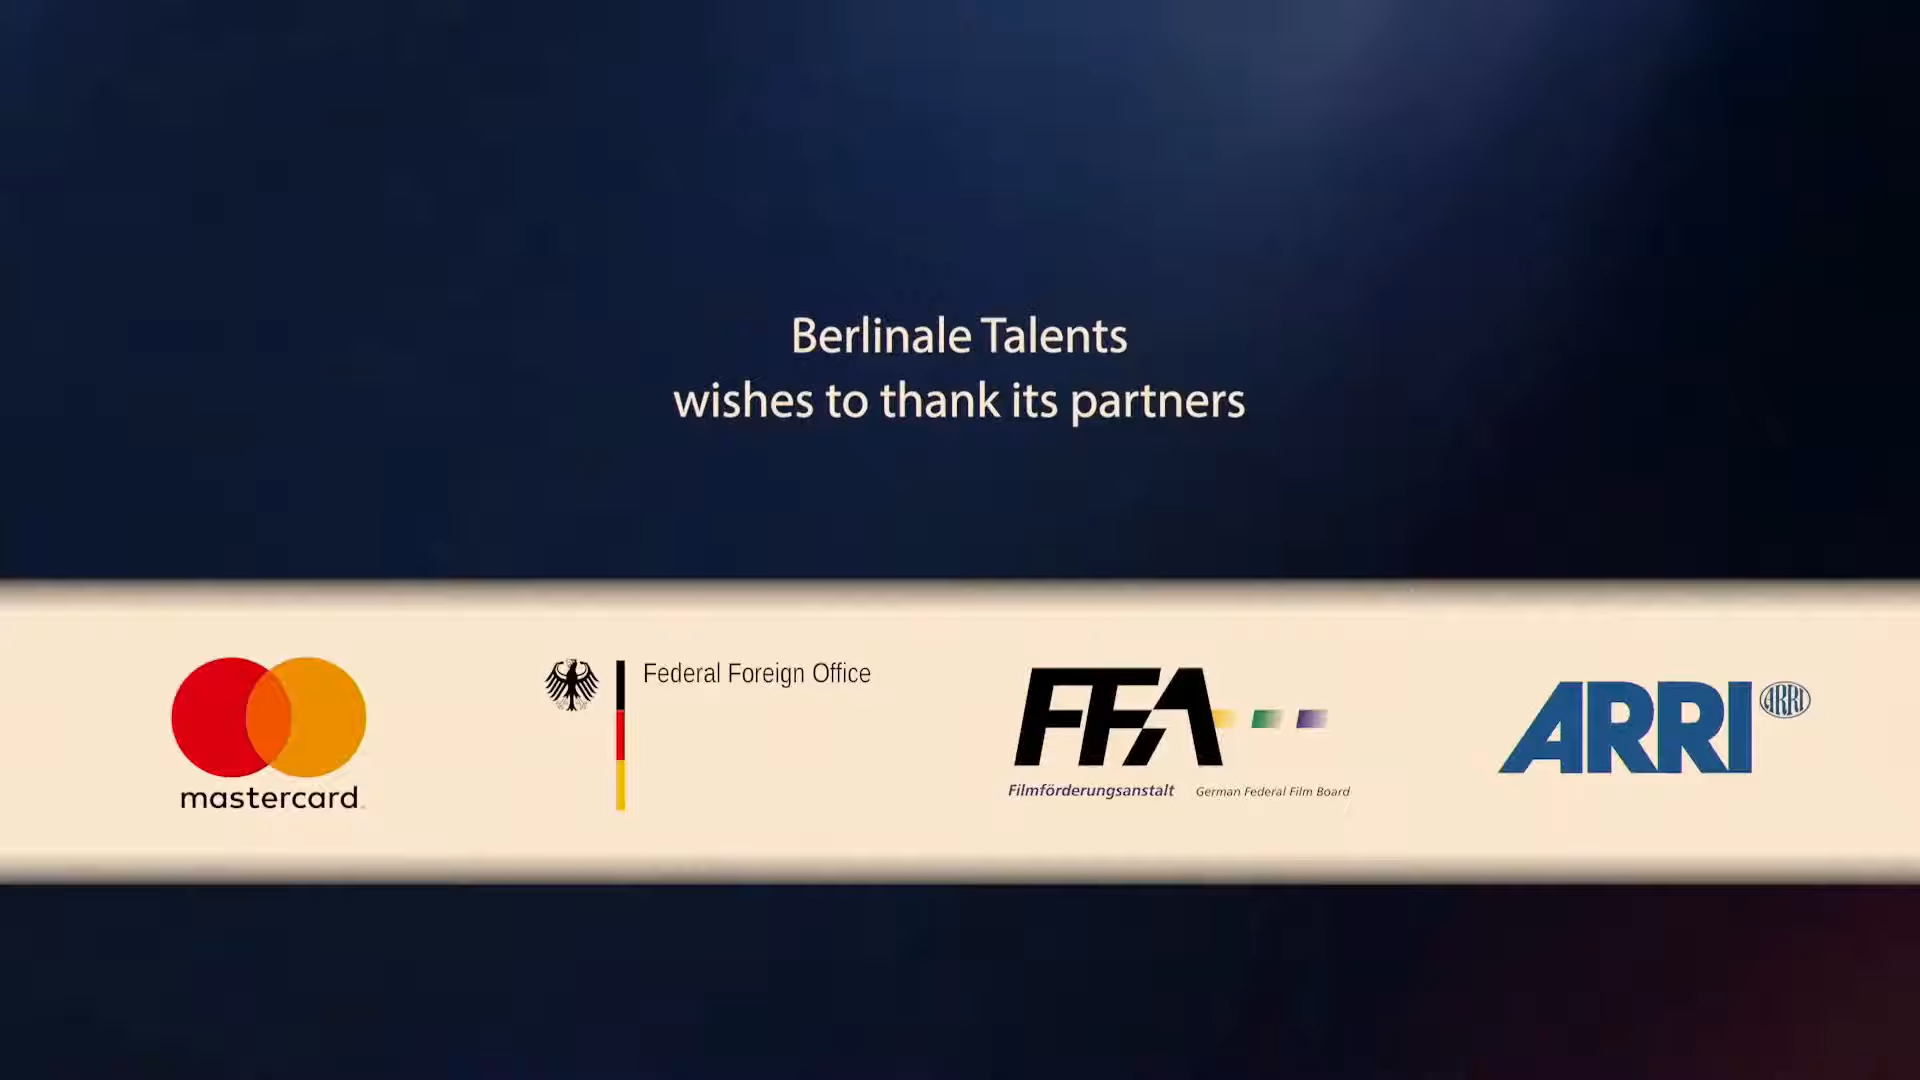 Berlinale Talents
wishes to thank its partners
mastercard.
Federal Foreign Office
FFA
Filmförderungsanstalt German Federal Film Board
ARRI ARRI